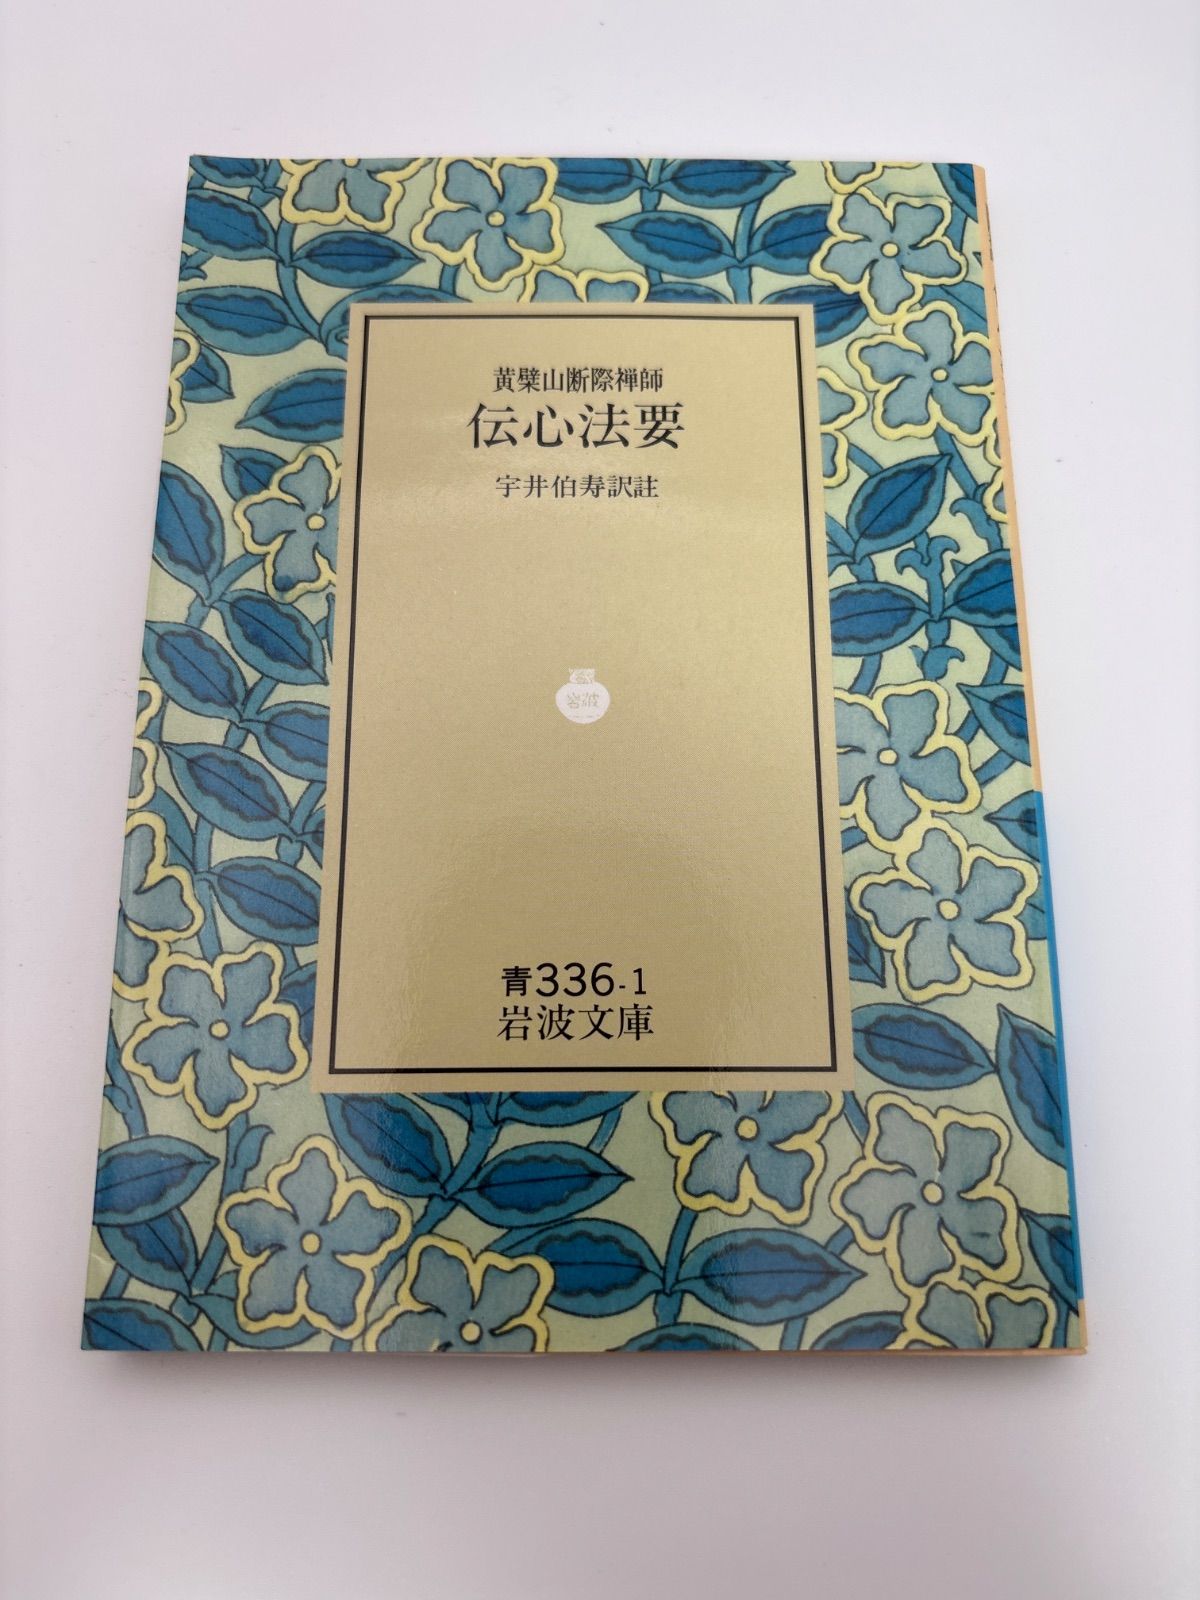 黄檗山断際禅師
伝心法要
宇井伯寿訳註
岩波
青336-1
岩波文庫